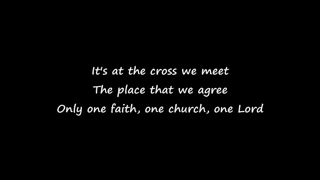 It's at the cross we meet
The place that we agree
Only one faith, one church, one Lord